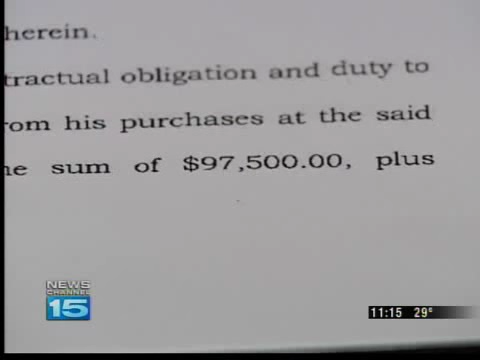 herein.
tractual obligation and duty to
rom his purchases at the said
he sum of $97,500.00, plus
NEWS
CHANNEL
15
11:15 29°